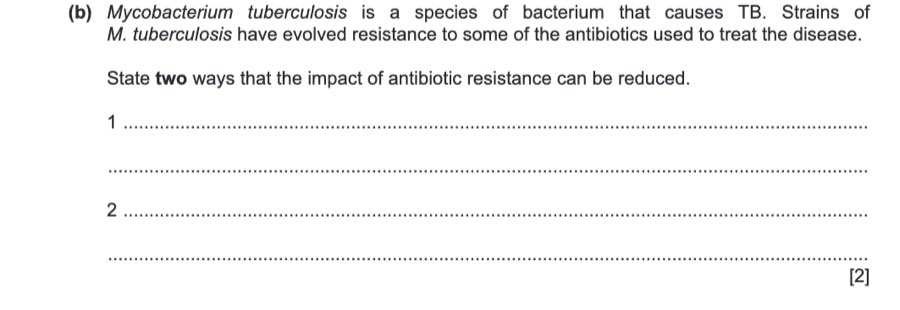 (b) Mycobacterium tuberculosis is a species of bacterium that causes TB. Strains of
M. tuberculosis have evolved resistance to some of the antibiotics used to treat the disease.
State two ways that the impact of antibiotic resistance can be reduced.
1 ..........................................................................................................................................
..........................................................................................................................................
2 ..........................................................................................................................................
..........................................................................................................................................
[2]